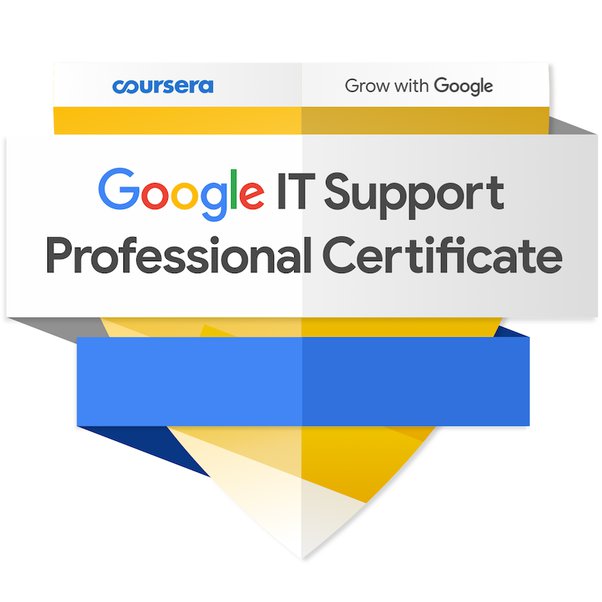 coursera
Grow with Google
Google IT Support
Professional Certificate